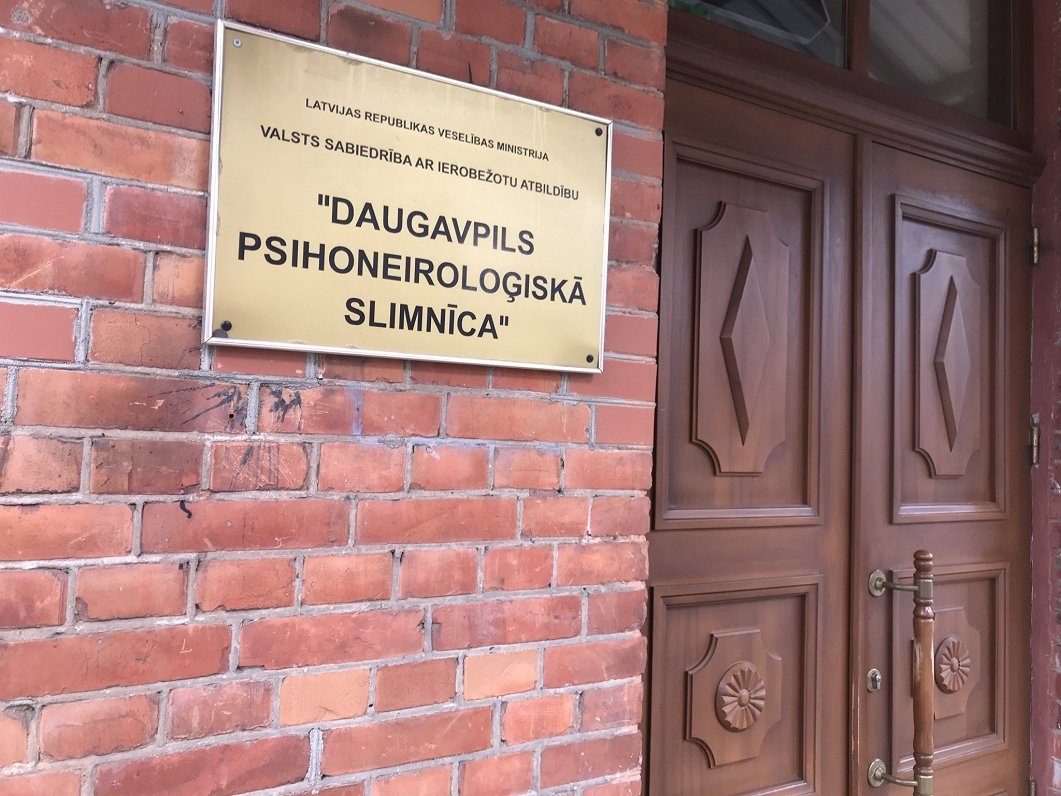 LATVIJAS REPUBLIKAS VESELĪBAS MINISTRIJA
VALSTS SABIEDRĪBA AR IEROBEŽOTU ATBILDĪBU
"DAUGAVPILS
PSIHONEIROLOĢISKĀ
SLIMNĪCA"